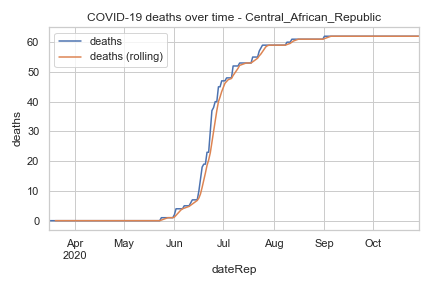 COVID-19 deaths over time - Central_African_Republic
deaths
deaths (rolling)
60
50
40
30
20
10
0
deaths
Apr
2020
May
Jun
Jul
Aug
Sep
Oct
dateRep